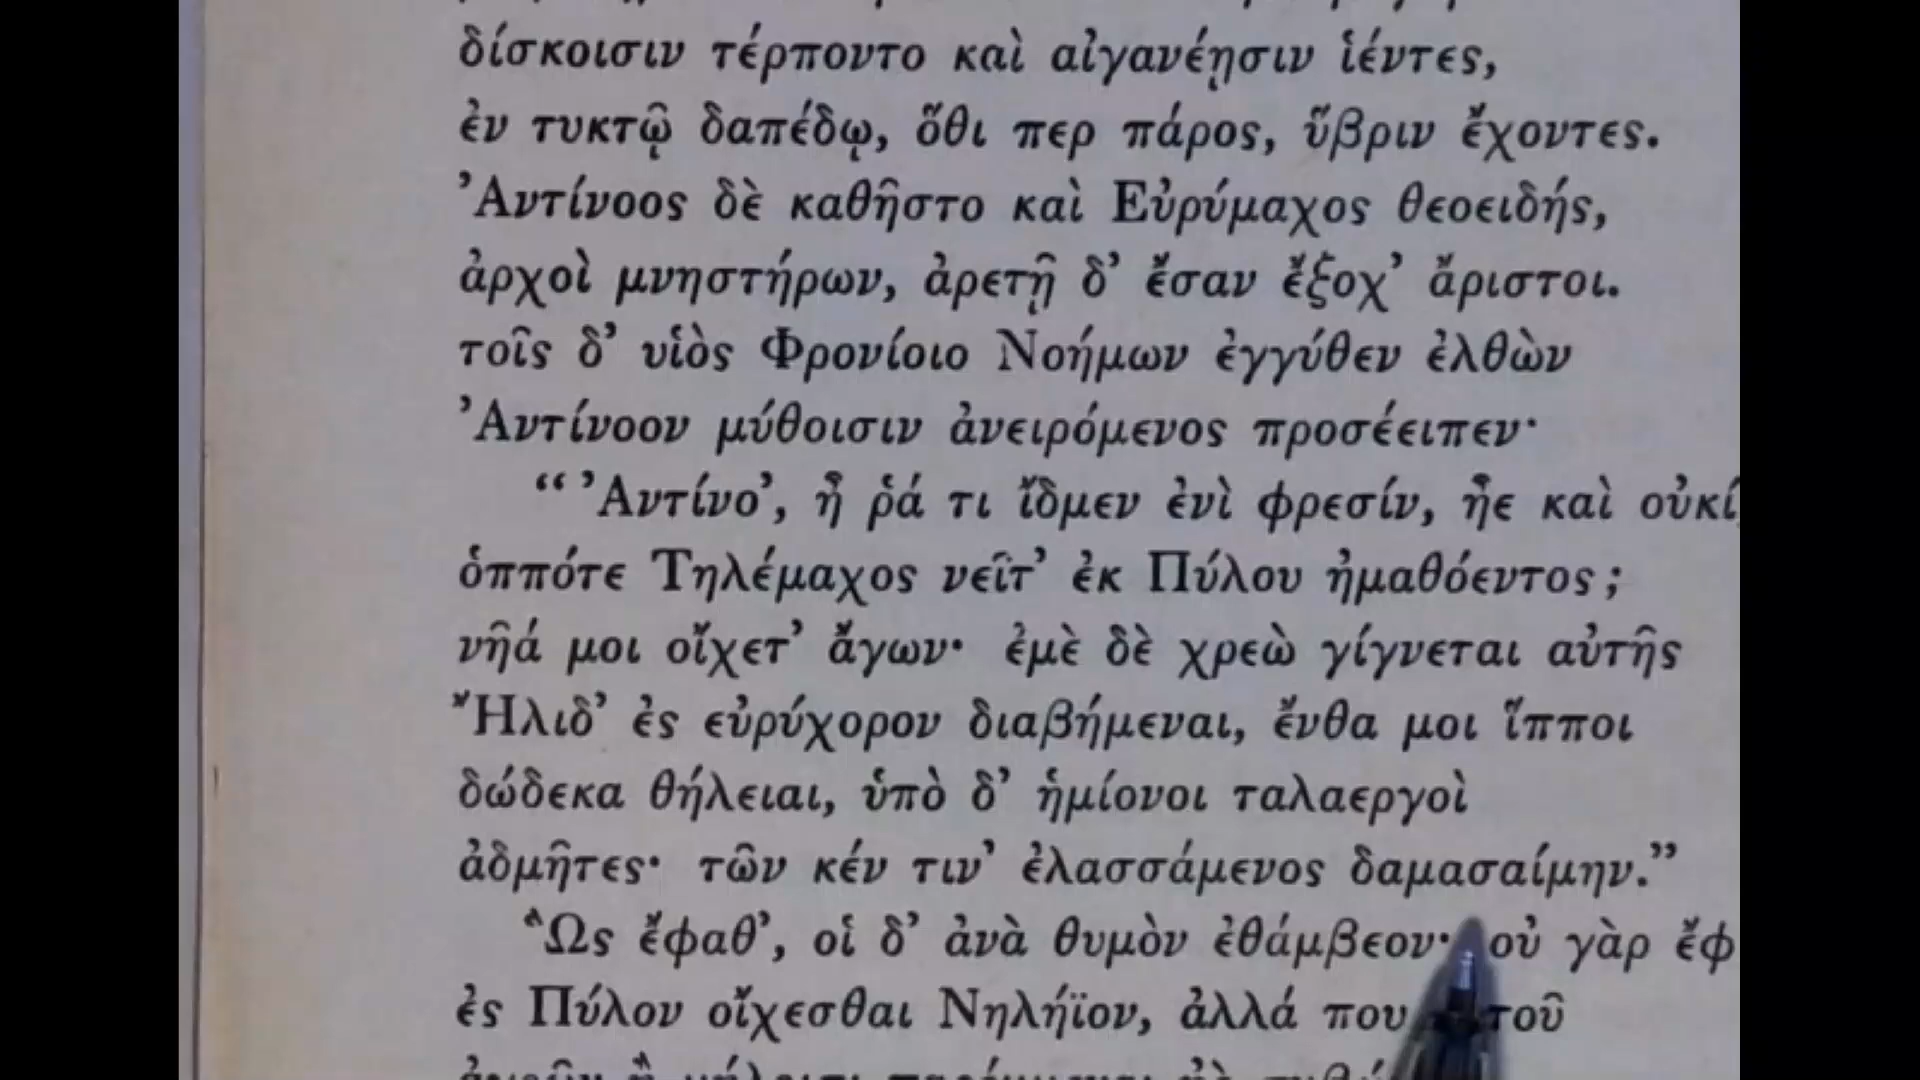 δίσκοισιν τέρποντο καὶ αἰγανέῃσιν ἱέντες,
ἐν τυκτῷ δαπέδῳ, ὅθι περ πάρος, ὕβριν ἔχοντες.
Ἀντίνοος δὲ καθῆστο καὶ Εὐρύμαχος θεοειδής,
ἀρχοὶ μνηστήρων, ἀρετῇ δ’ ἔσαν ἔξοχ’ ἄριστοι.
τοῖς δ’ υἱὸς Φρονίοιο Νοήμων ἐγγύθεν ἐλθὼν
Ἀντίνοον μύθοισιν ἀνειρόμενος προσέειπεν·
“Ἀντίνο’, ἦ ῥά τι ἴδμεν ἐνὶ φρεσίν, ἦε καὶ οὐκί
ὁππότε Τηλέμαχος νεῖτ’ ἐκ Πύλου ἠμαθόεντος;
νῆά μοι οἴχετ’ ἄγων· ἐμὲ δὲ χρεὼ γίγνεται αὐτῆς
Ἤλιδ’ ἐς εὐρύχορον διαβήμεναι, ἔνθα μοι ἵπποι
δώδεκα θήλειαι, ὑπὸ δ’ ἡμίονοι ταλαεργοὶ
ἀδμῆτες· τῶν κέν τιν’ ἐλασσάμενος δαμασαίμην.”
Ὣς ἔφαθ’, οἱ δ’ ἀνὰ θυμὸν ἐθάμβεον· οὐ γὰρ ἔφ
ἐς Πύλον οἴχεσθαι Νηλήϊον, ἀλλά που